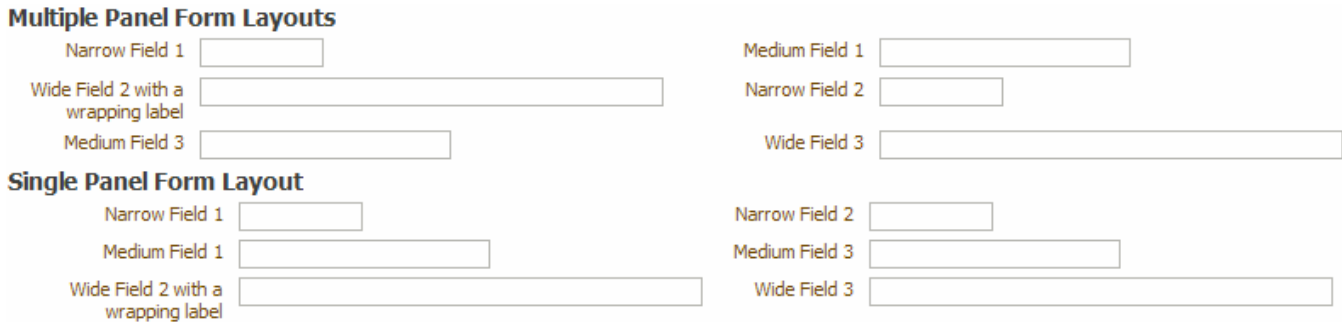 Multiple Panel Form Layouts
Narrow Field 1
Medium Field 1
Wide Field 2 with a
wrapping label
Narrow Field 2
Medium Field 3
Wide Field 3
Single Panel Form Layout
Narrow Field 1
Narrow Field 2
Medium Field 1
Medium Field 3
Wide Field 2 with a
wrapping label
Wide Field 3